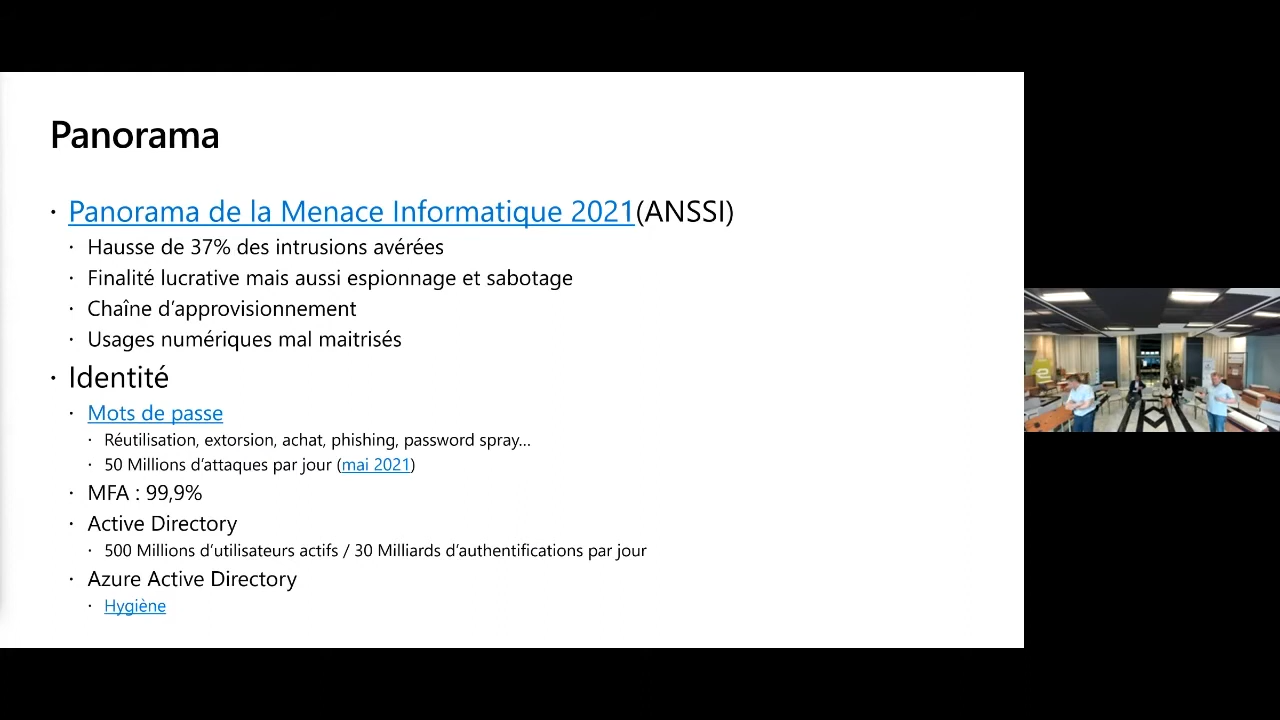 Panorama
· Panorama de la Menace Informatique 2021(ANSSI)
· Hausse de 37% des intrusions avérées
· Finalité lucrative mais aussi espionnage et sabotage
· Chaîne d’approvisionnement
· Usages numériques mal maitrisés
· Identité
· Mots de passe
· Réutilisation, extorsion, achat, phishing, password spray...
· 50 Millions d’attaques par jour (mai 2021)
· MFA : 99,9%
· Active Directory
· 500 Millions d’utilisateurs actifs / 30 Milliards d’authentifications par jour
· Azure Active Directory
· Hygiène